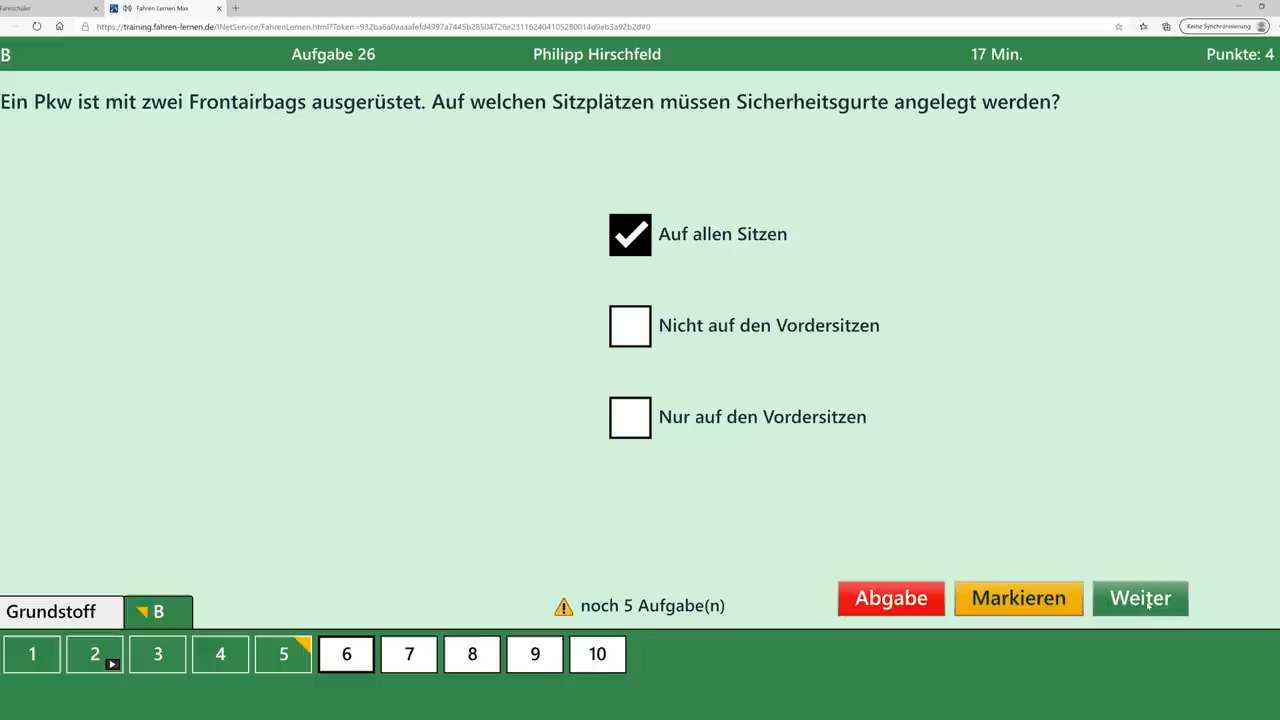 Fahrschüler
Fahren Lernen Max
https://training.fahren-lernen.de/INetService/FahrenLernen.html?Token=932ba6a0aaaafefd4997a7445b28504726e2311624041052800​14d9eb3a92b2d#0
Keine Synchronisierung
B
Aufgabe 26
Philipp Hirschfeld
17 Min.
Punkte: 4
Ein Pkw ist mit zwei Frontairbags ausgerüstet. Auf welchen Sitzplätzen müssen Sicherheitsgurte angelegt werden?
Auf allen Sitzen
Nicht auf den Vordersitzen
Nur auf den Vordersitzen
Grundstoff
B
noch 5 Aufgabe(n)
Abgabe
Markieren
Weiter
1 2 3 4 5 6 7 8 9 10